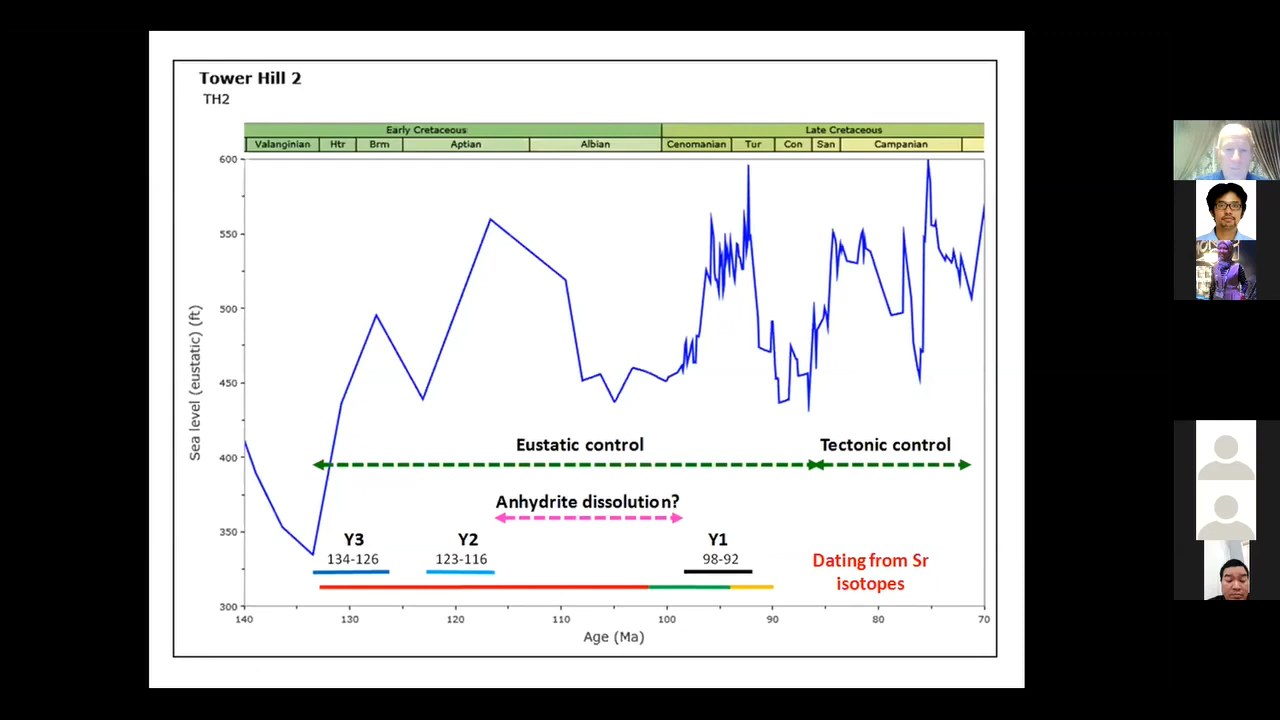 Tower Hill 2
TH2
Early Cretaceous Late Cretaceous
Valanginian Htr Brm Aptian Albian Cenomanian Tur Con San Campanian
600
550
500
450
400
350
300
Sea level (eustatic) (ft)
Eustatic control Tectonic control
Anhydrite dissolution?
Y3 Y2 Y1
134-126 123-116 98-92
Dating from Sr
isotopes
140 130 120 110 100 90 80 70
Age (Ma)